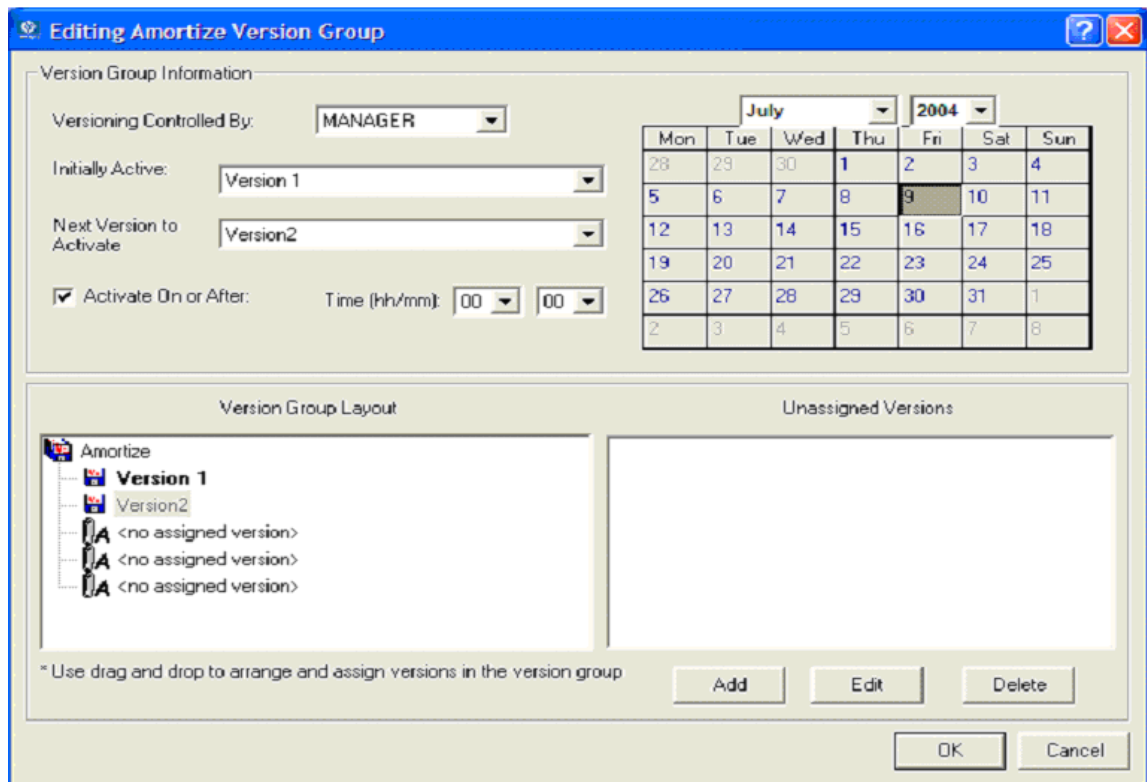 Editing Amortize Version Group
Version Group Information
Versioning Controlled By: MANAGER
Initially Active: Version 1
Next Version to
Activate
Version2
Activate On or After: Time (hh/mm): 00 00
July 2004
Mon Tue Wed Thu Fri Sat Sun
28 29 30 1 2 3 4
5 6 7 8 9 10 11
12 13 14 15 16 17 18
19 20 21 22 23 24 25
26 27 28 29 30 31 1
2 3 4 5 6 7 8
Version Group Layout
Amortize
Version 1
Version2
<no assigned version>
<no assigned version>
<no assigned version>
Unassigned Versions
* Use drag and drop to arrange and assign versions in the version group
Add Edit Delete
OK Cancel